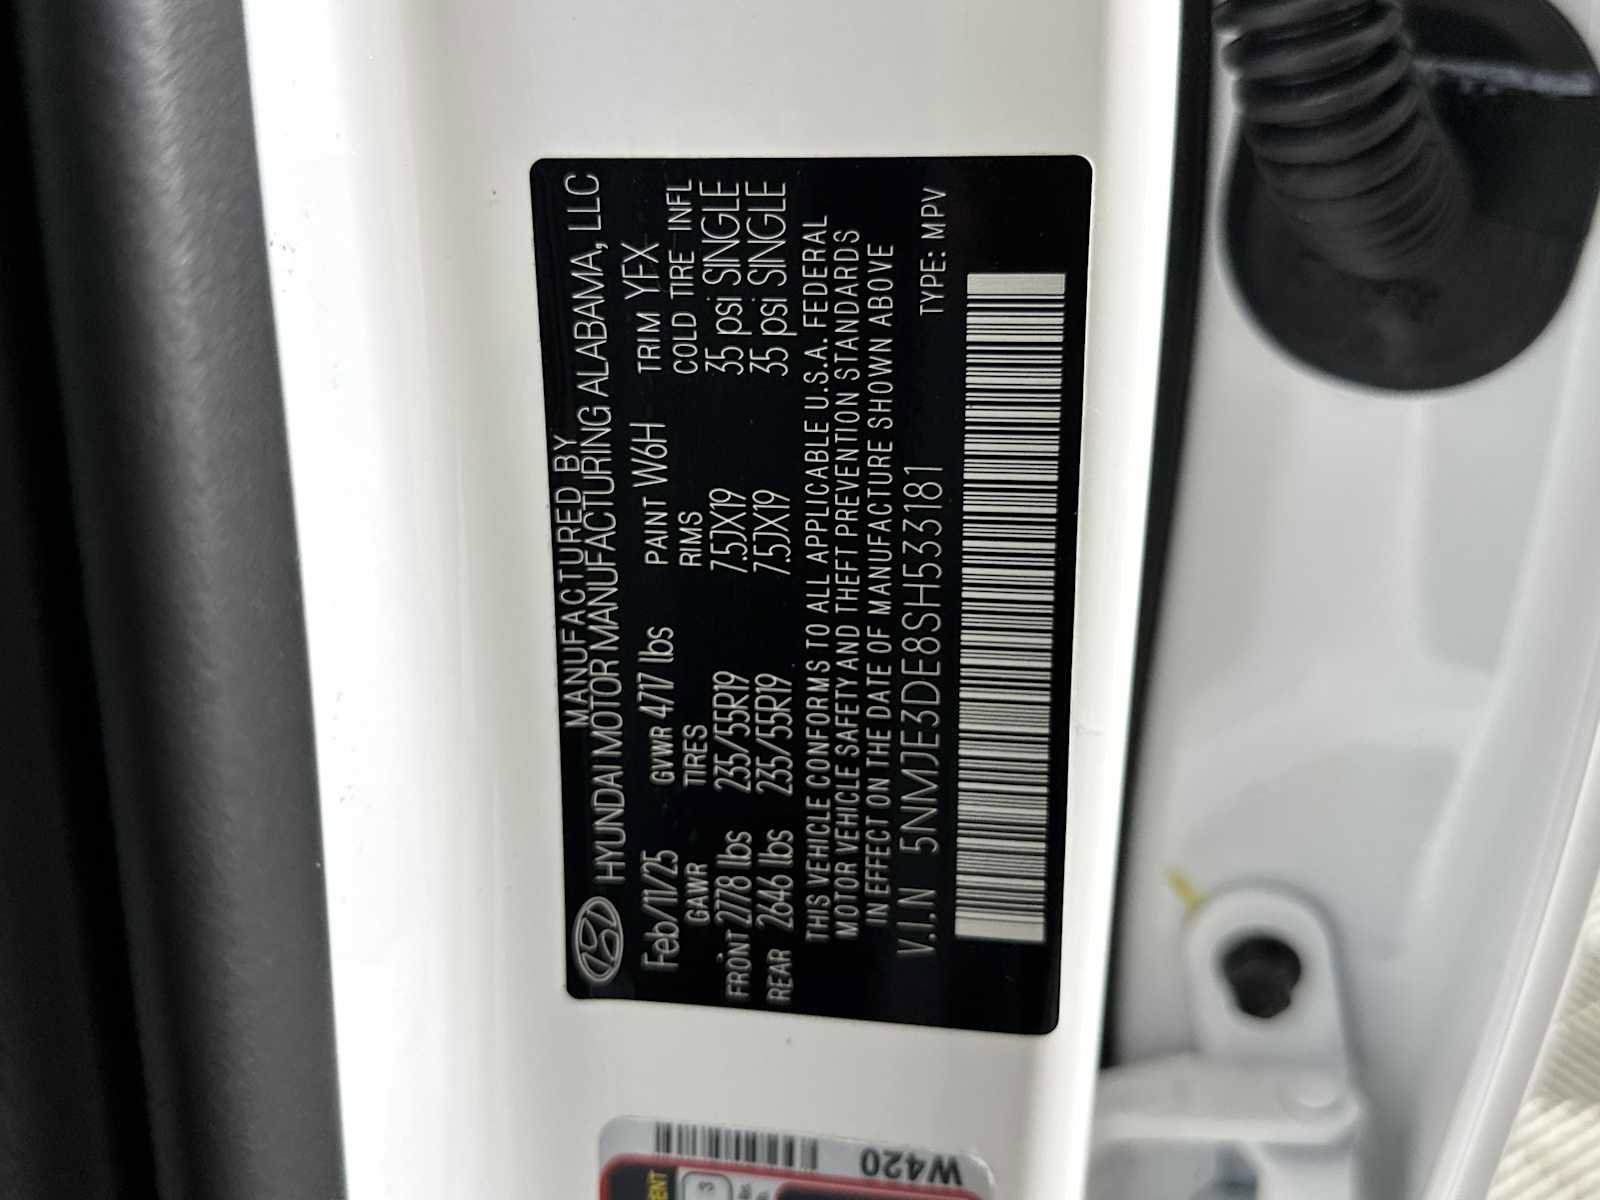 MANUFACTURED BY
HYUNDAI MOTOR MANUFACTURING ALABAMA, LLC
Feb/11/25 GVWR 4717 lbs PAINT W6H TRIM YFX
GAWR TIRES RIMS COLD TIRE INFL
FRONT 2778 lbs 235/55R19 7.5JX19 35 psi SINGLE
REAR 2646 lbs 235/55R19 7.5JX19 35 psi SINGLE
THIS VEHICLE CONFORMS TO ALL APPLICABLE U.S.A. FEDERAL
MOTOR VEHICLE SAFETY AND THEFT PREVENTION STANDARDS
IN EFFECT ON THE DATE OF MANUFACTURE SHOWN ABOVE
V.I.N 5NMJE3DE8SH533181 TYPE: MPV
W420
3